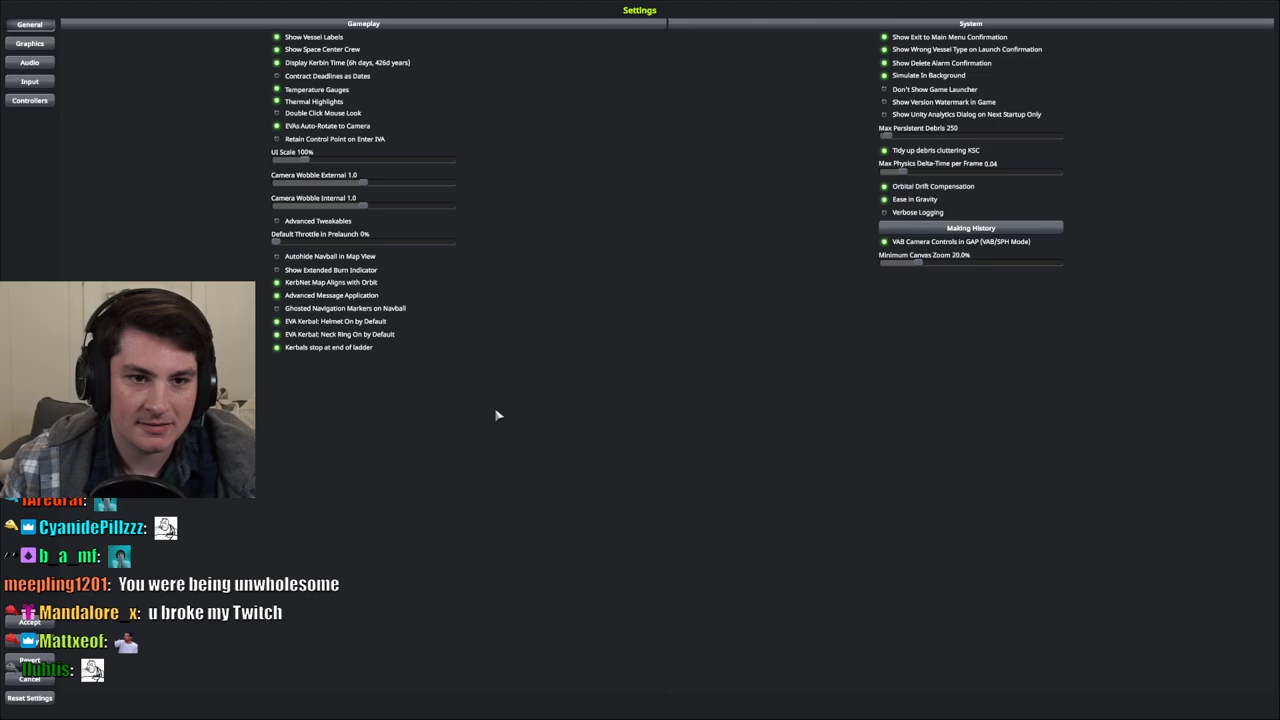 Settings
General
Graphics
Audio
Input
Controllers
Gameplay
Show Vessel Labels
Show Space Center Crew
Display Kerbin Time (6h days, 426d years)
Contract Deadlines as Dates
Temperature Gauges
Thermal Highlights
Double Click Mouse Look
EVAs Auto-Rotate to Camera
Retain Control Point on Enter IVA
UI Scale 100%
Camera Wobble External 1.0
Camera Wobble Internal 1.0
Advanced Tweakables
Default Throttle in Prelaunch 0%
Autohide Navball in Map View
Show Extended Burn Indicator
KerbNet Map Aligns with Orbit
Advanced Message Application
Ghosted Navigation Markers on Navball
EVA Kerbal: Helmet On by Default
EVA Kerbal: Neck Ring On by Default
Kerbals stop at end of ladder
System
Show Exit to Main Menu Confirmation
Show Wrong Vessel Type on Launch Confirmation
Show Delete Alarm Confirmation
Simulate In Background
Don't Show Game Launcher
Show Version Watermark in Game
Show Unity Analytics Dialog on Next Startup Only
Max Persistent Debris 250
Tidy up debris cluttering KSC
Max Physics Delta-Time per Frame 0.04
Orbital Drift Compensation
Ease in Gravity
Verbose Logging
Making History
VAB Camera Controls in GAP (VAB/SPH Mode)
Minimum Canvas Zoom 20.0%
CyanidePillzzz:
b_a_mf:
meepling1201: You were being unwholesome
Mandalore_x: u broke my Twitch
Accept
Mattxeof:
Revert
Cancel
Reset Settings